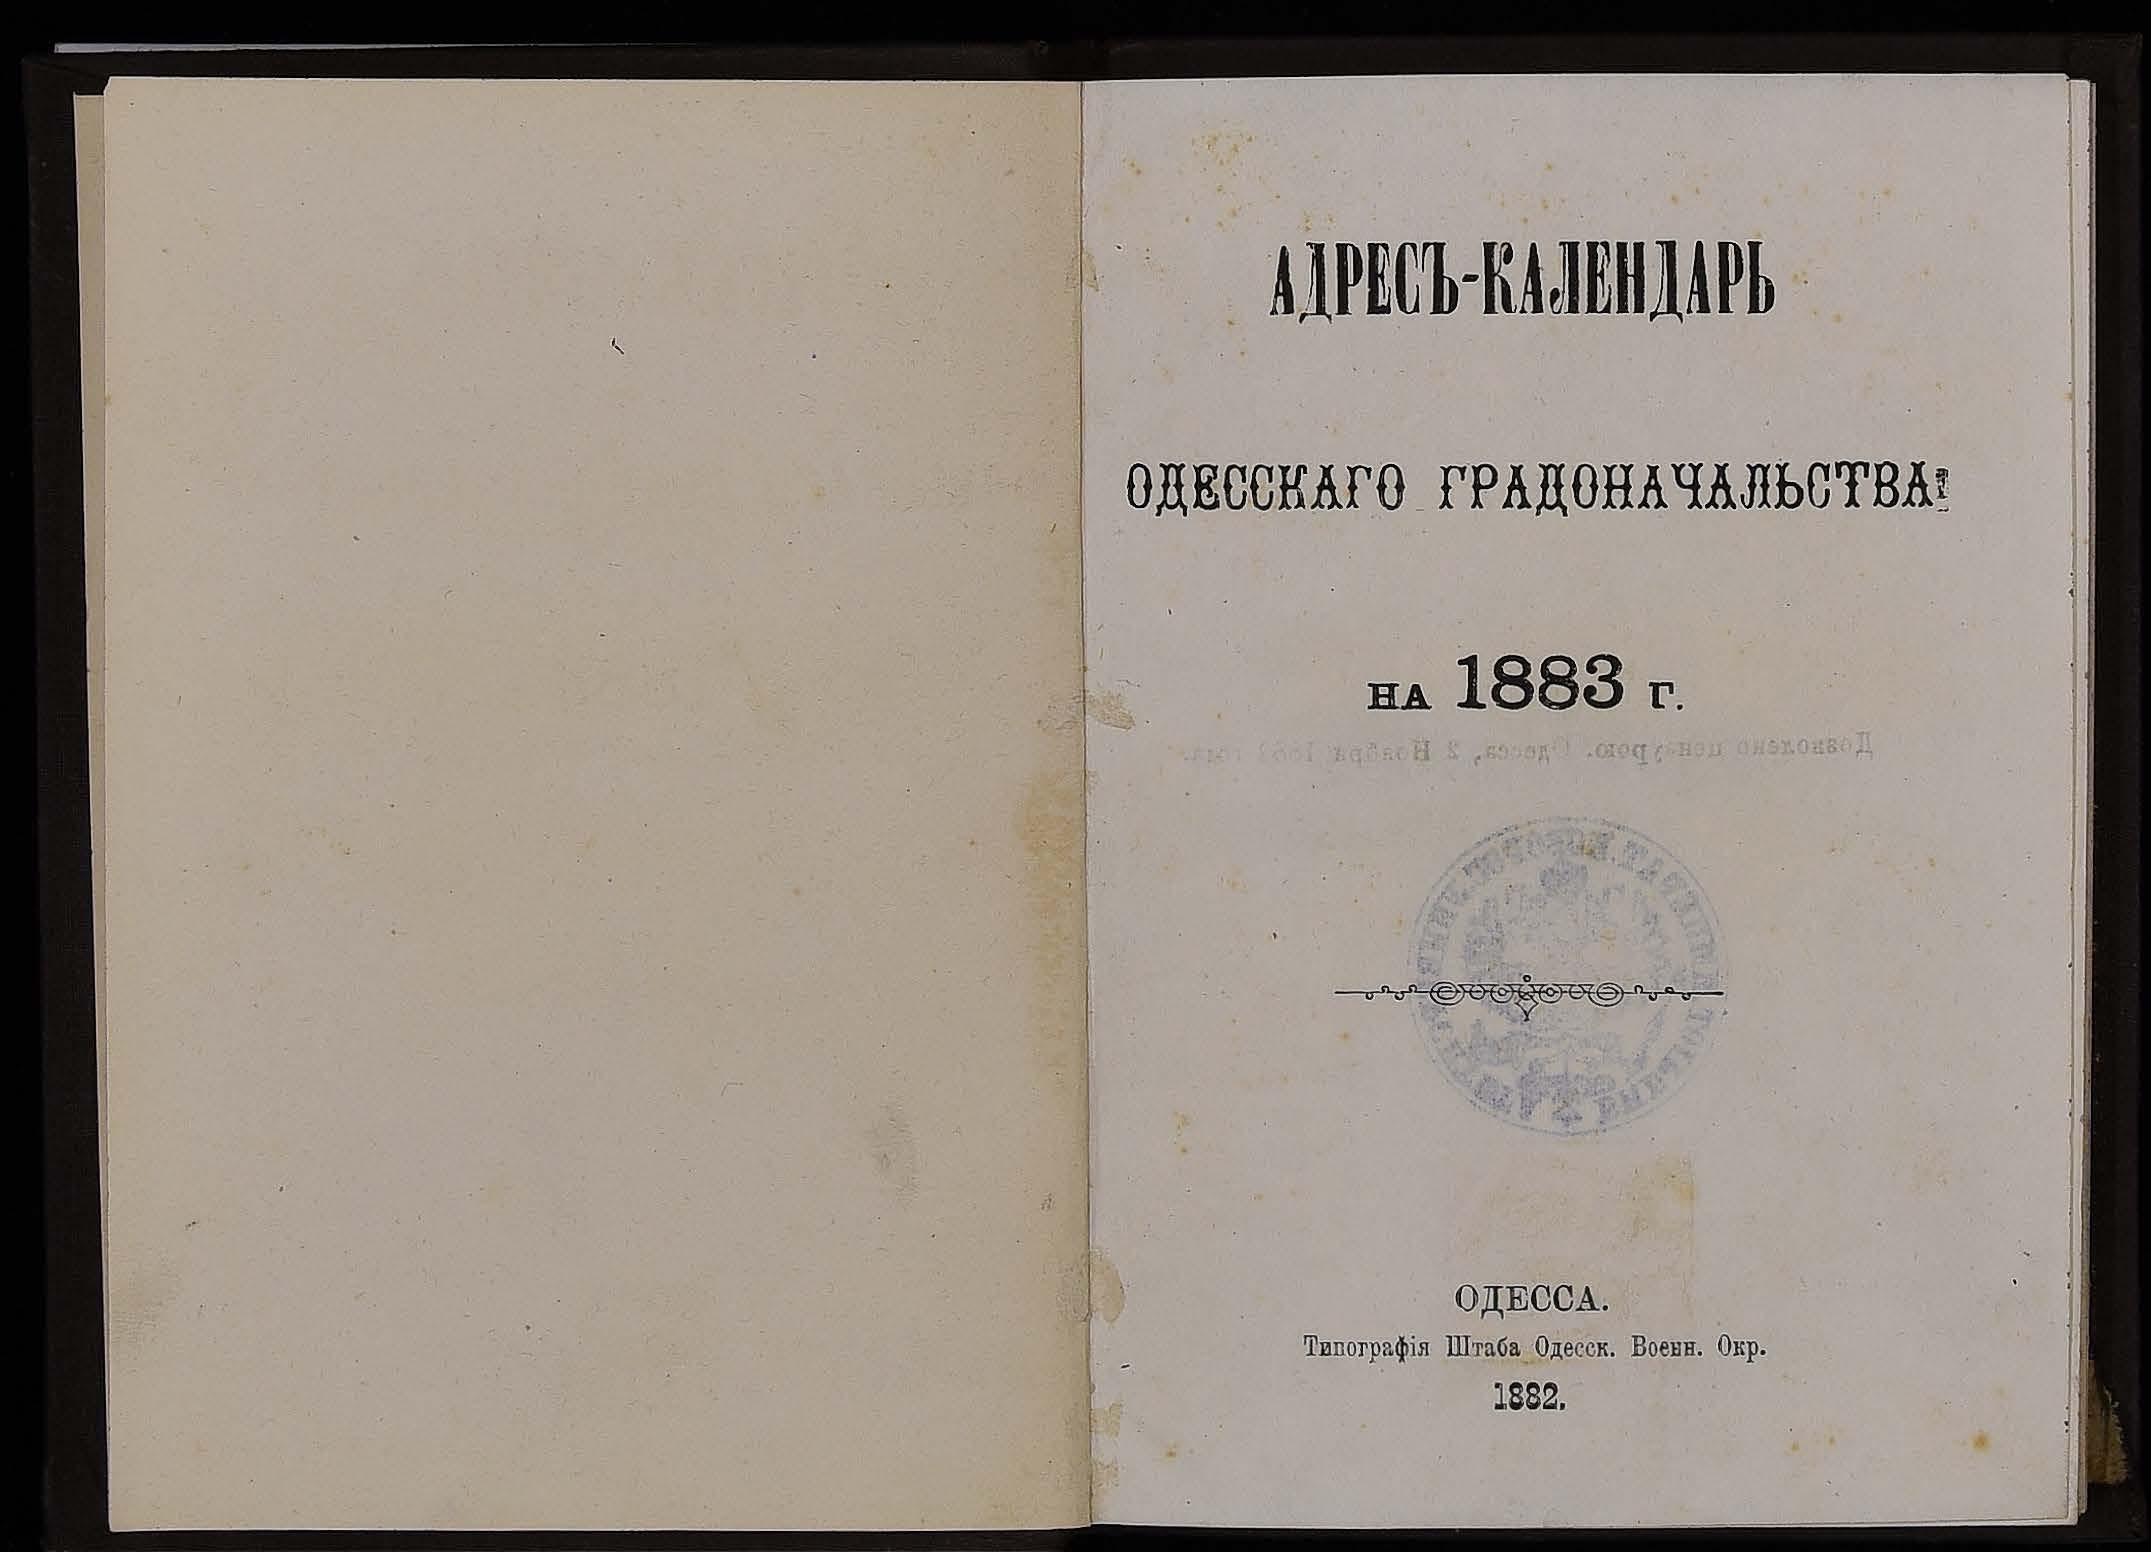 АДРЕСЪ-КАЛЕНДАРЬ
ОДЕССКАГО ГРАДОНАЧАЛЬСТВА
НА 1883 Г.
Дозволено цензурою. Одесса, 2 Ноября года.
ОДЕССА.
Типографія Штаба Одесск. Военн. Окр.
1882.